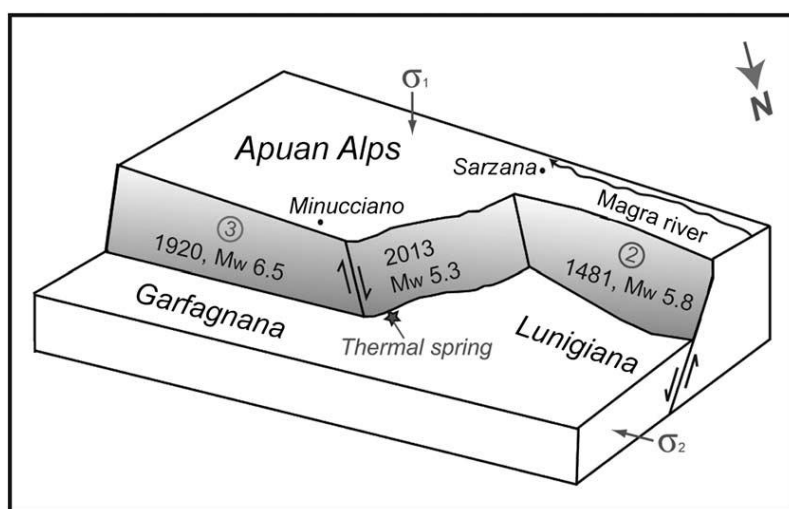 σ1
N
Apuan Alps
Sarzana
Magra river
Minucciano
③
1920, Mw 6.5
2013
Mw 5.3
②
1481, Mw 5.8
Garfagnana
Thermal spring
Lunigiana
σ2